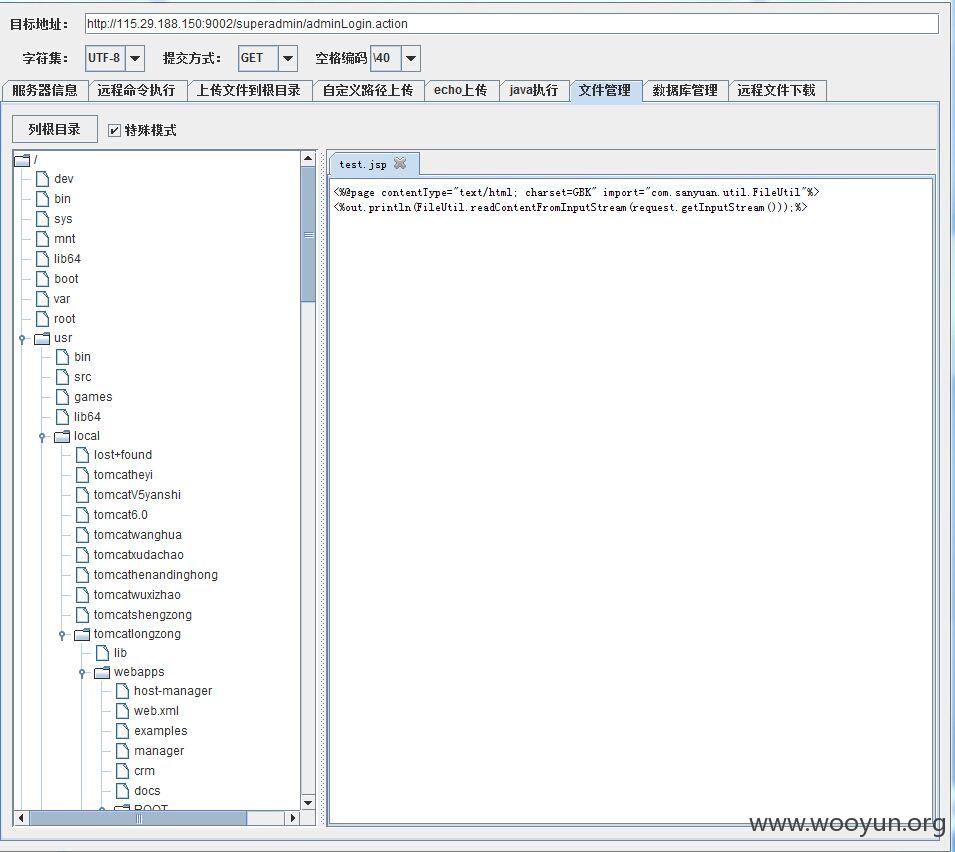 目标地址： http://115.29.188.150:9002/superadmin/adminLogin.action
字符集： UTF-8 提交方式： GET 空格编码 \40
服务器信息 远程命令执行 上传文件到根目录 自定义路径上传 echo上传 java执行 文件管理 数据库管理 远程文件下载
列根目录 特殊模式
/
dev
bin
sys
mnt
lib64
boot
var
root
usr
bin
src
games
lib64
local
lost+found
tomcatheyi
tomcatV5yanshi
tomcat6.0
tomcatwanghua
tomcatxudachao
tomcathenandinghong
tomcatwuxizhao
tomcatshengzong
tomcatlongzong
lib
webapps
host-manager
web.xml
examples
manager
crm
docs
ROOT
test.jsp
<%@page contentType="text/html; charset=GBK" import="com.sanyuan.util.FileUtil"%>
<%out.println(FileUtil.readContentFromInputStream(request.getInputStream()));%>
www.wooyun.org